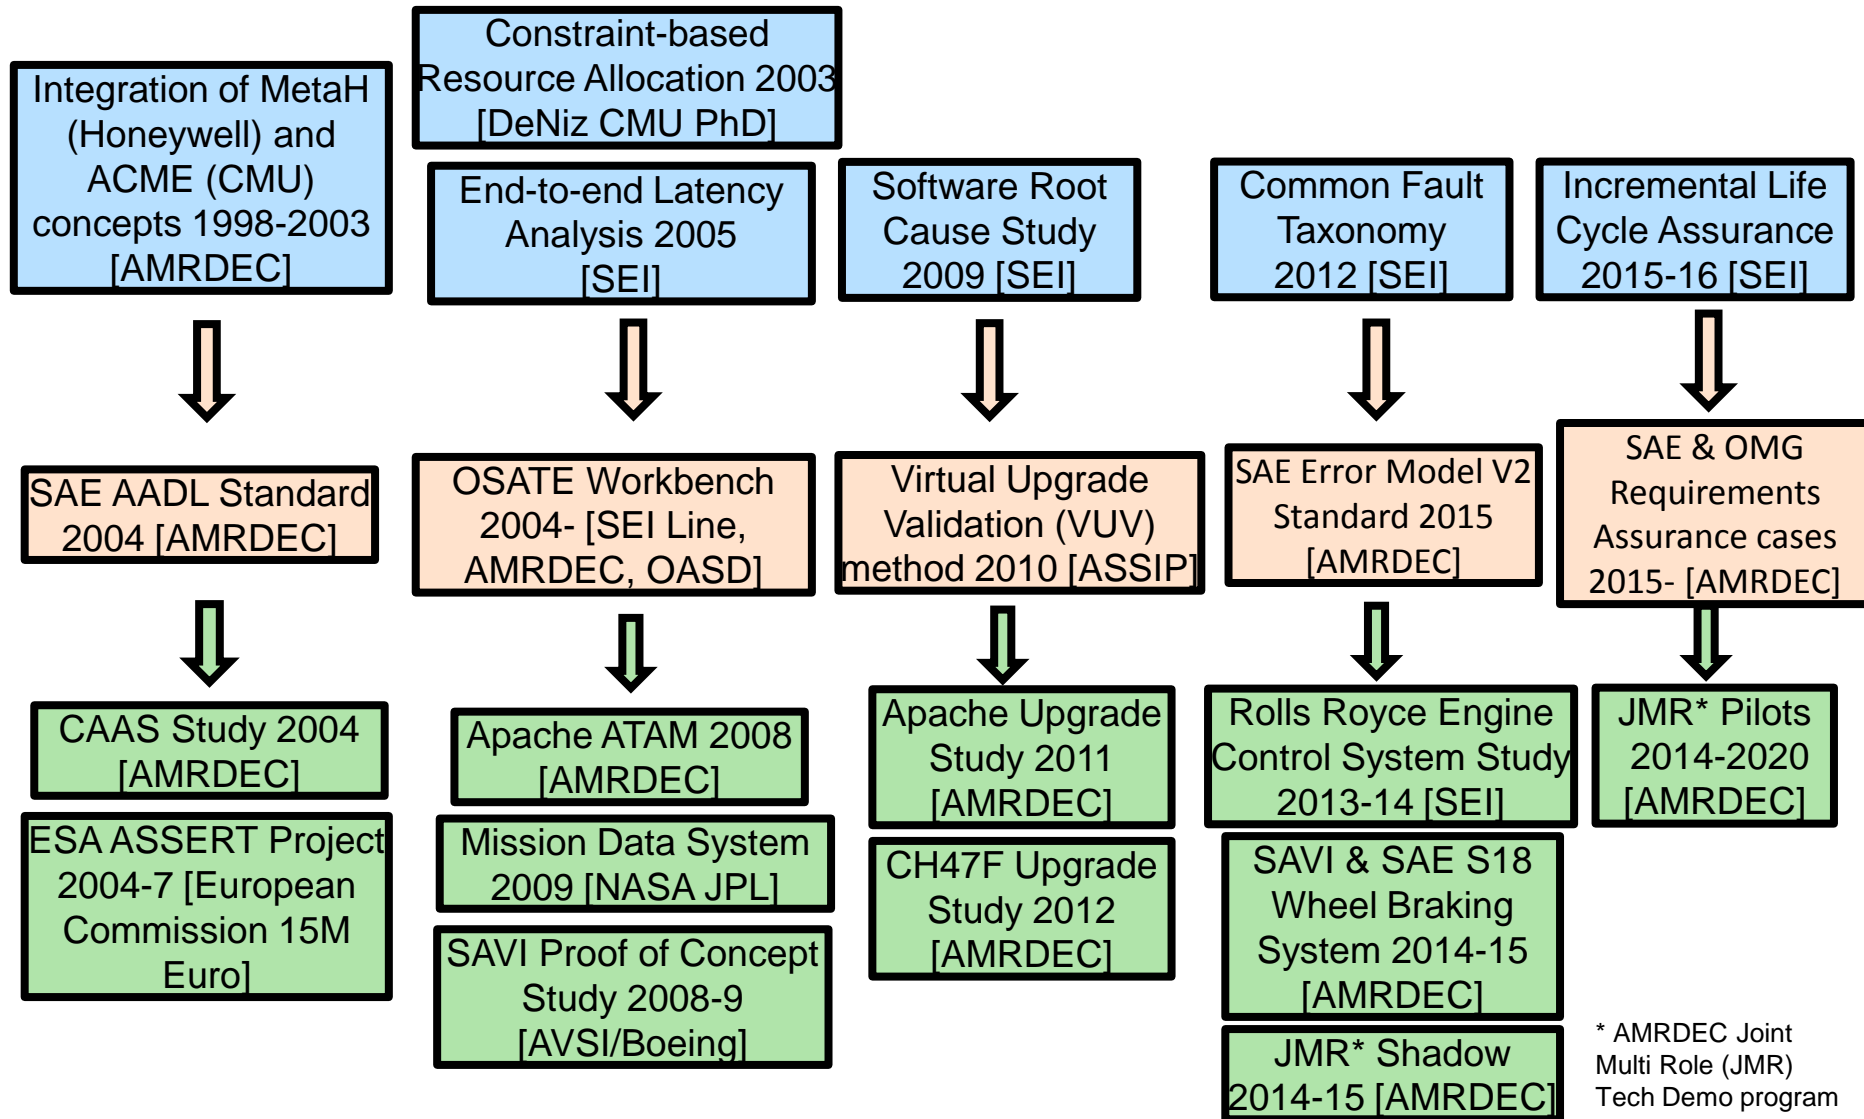 Integration of MetaH
(Honeywell) and
ACME (CMU)
concepts 1998-2003
[AMRDEC]
Constraint-based
Resource Allocation 2003
[DeNiz CMU PhD]
End-to-end Latency
Analysis 2005
[SEI]
Software Root
Cause Study
2009 [SEI]
Common Fault
Taxonomy
2012 [SEI]
Incremental Life
Cycle Assurance
2015-16 [SEI]
SAE AADL Standard
2004 [AMRDEC]
OSATE Workbench
2004- [SEI Line,
AMRDEC, OASD]
Virtual Upgrade
Validation (VUV)
method 2010 [ASSIP]
SAE Error Model V2
Standard 2015
[AMRDEC]
SAE & OMG
Requirements
Assurance cases
2015- [AMRDEC]
CAAS Study 2004
[AMRDEC]
ESA ASSERT Project
2004-7 [European
Commission 15M
Euro]
Apache ATAM 2008
[AMRDEC]
Mission Data System
2009 [NASA JPL]
SAVI Proof of Concept
Study 2008-9
[AVSI/Boeing]
Apache Upgrade
Study 2011
[AMRDEC]
CH47F Upgrade
Study 2012
[AMRDEC]
Rolls Royce Engine
Control System Study
2013-14 [SEI]
SAVI & SAE S18
Wheel Braking
System 2014-15
[AMRDEC]
JMR* Shadow
2014-15 [AMRDEC]
JMR* Pilots
2014-2020
[AMRDEC]
* AMRDEC Joint
Multi Role (JMR)
Tech Demo program